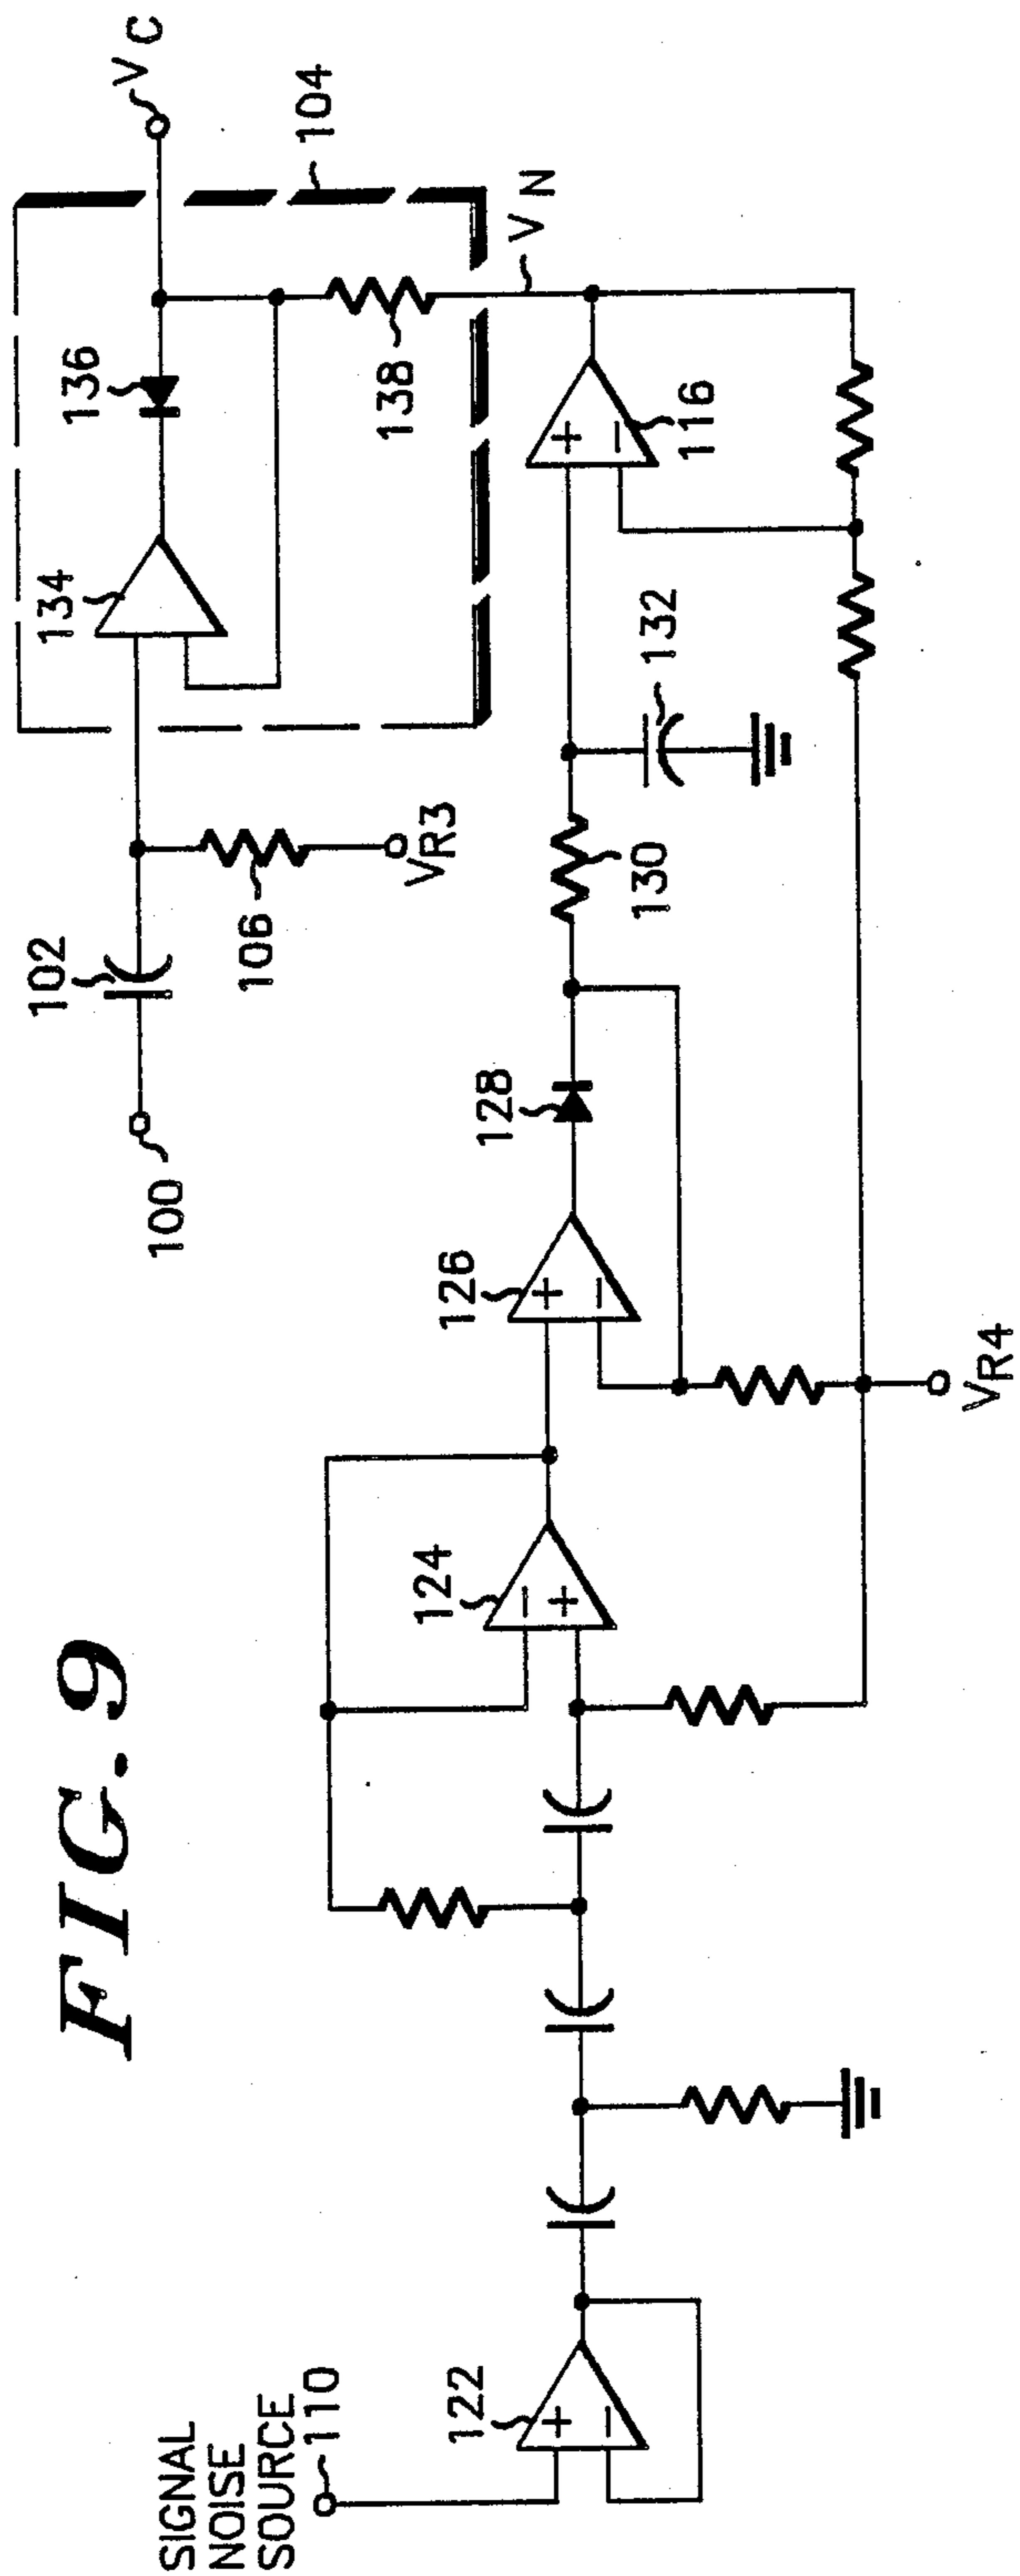 FIG. 9
SIGNAL
NOISE
SOURCE
110
122
+
−
124
−
+
126
+
−
128
130
132
+
−
116
VR4
100
102
106
VR3
134
136
138
104
VC
VN